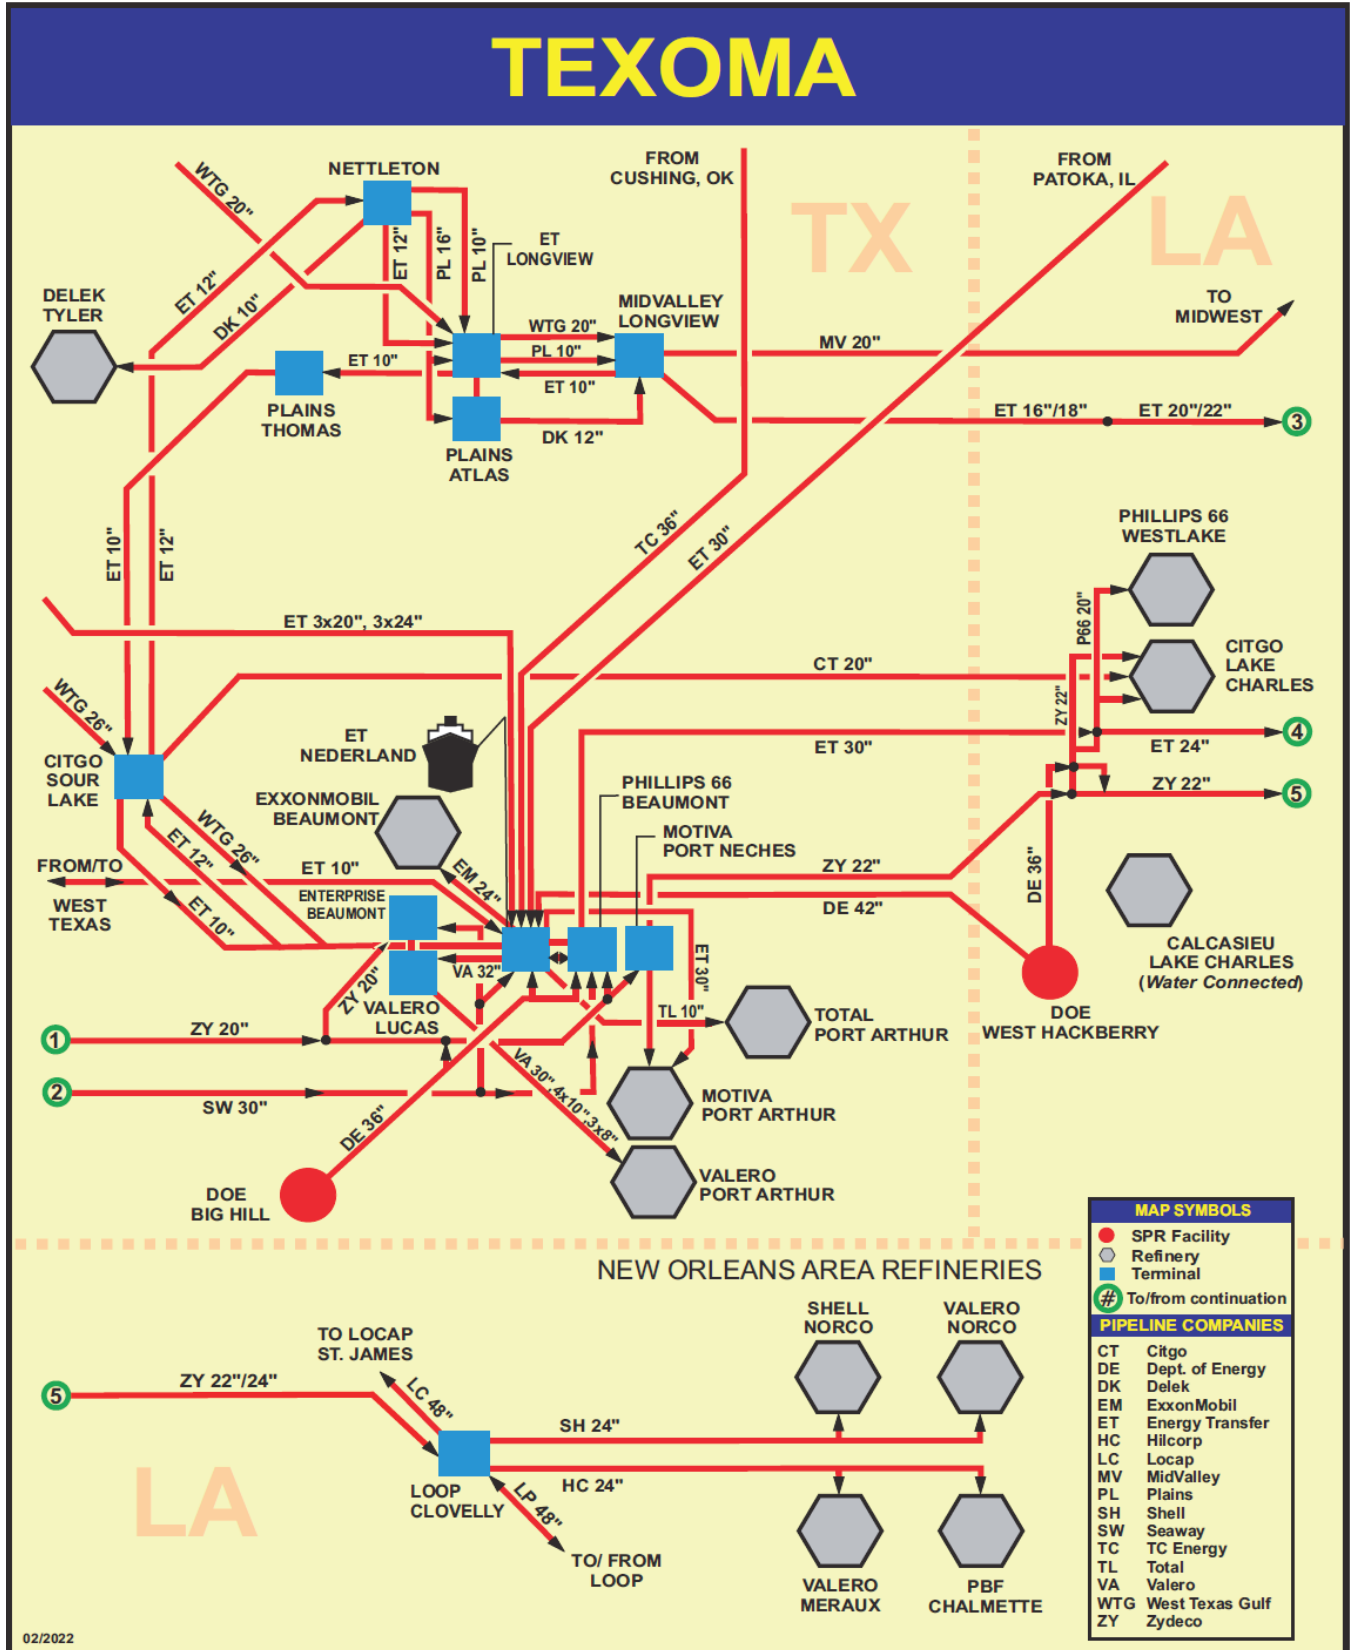 TEXOMA
WTG 20"
NETTLETON
FROM
CUSHING, OK
FROM
PATOKA, IL
TX
LA
ET 12"
DK 10"
ET 12"
PL 16"
PL 10"
ET
LONGVIEW
DELEK
TYLER
MIDVALLEY
LONGVIEW
TO
MIDWEST
WTG 20"
PL 10"
ET 10"
MV 20"
ET 10"
PLAINS
THOMAS
DK 12"
PLAINS
ATLAS
ET 16"/18"
ET 20"/22"
3
ET 10"
ET 12"
TC 36"
ET 30"
PHILLIPS 66
WESTLAKE
P66 20"
ET 3x20", 3x24"
CT 20"
CITGO
LAKE
CHARLES
ZY 22"
WTG 26"
ET
NEDERLAND
ET 30"
ET 24"
4
CITGO
SOUR
LAKE
PHILLIPS 66
BEAUMONT
ZY 22"
5
EXXONMOBIL
BEAUMONT
WTG 26"
ET 12"
MOTIVA
PORT NECHES
FROM/TO
WEST
TEXAS
ET 10"
EM 24"
ZY 22"
DE 36"
ET 10"
ENTERPRISE
BEAUMONT
DE 42"
CALCASIEU
LAKE CHARLES
(Water Connected)
ET 30"
VA 32"
ZY 20"
VALERO
LUCAS
TL 10"
TOTAL
PORT ARTHUR
DOE
WEST HACKBERRY
1
ZY 20"
2
SW 30"
VA 30",4x10",3x8"
MOTIVA
PORT ARTHUR
DE 36"
VALERO
PORT ARTHUR
DOE
BIG HILL
MAP SYMBOLS
SPR Facility
Refinery
Terminal
# To/from continuation
PIPELINE COMPANIES
CT Citgo
DE Dept. of Energy
DK Delek
EM ExxonMobil
ET Energy Transfer
HC Hilcorp
LC Locap
MV MidValley
PL Plains
SH Shell
SW Seaway
TC TC Energy
TL Total
VA Valero
WTG West Texas Gulf
ZY Zydeco
NEW ORLEANS AREA REFINERIES
SHELL
NORCO
VALERO
NORCO
TO LOCAP
ST. JAMES
5
ZY 22"/24"
LC 48"
SH 24"
LA
LOOP
CLOVELLY
HC 24"
LP 48"
TO/ FROM
LOOP
VALERO
MERAUX
PBF
CHALMETTE
02/2022